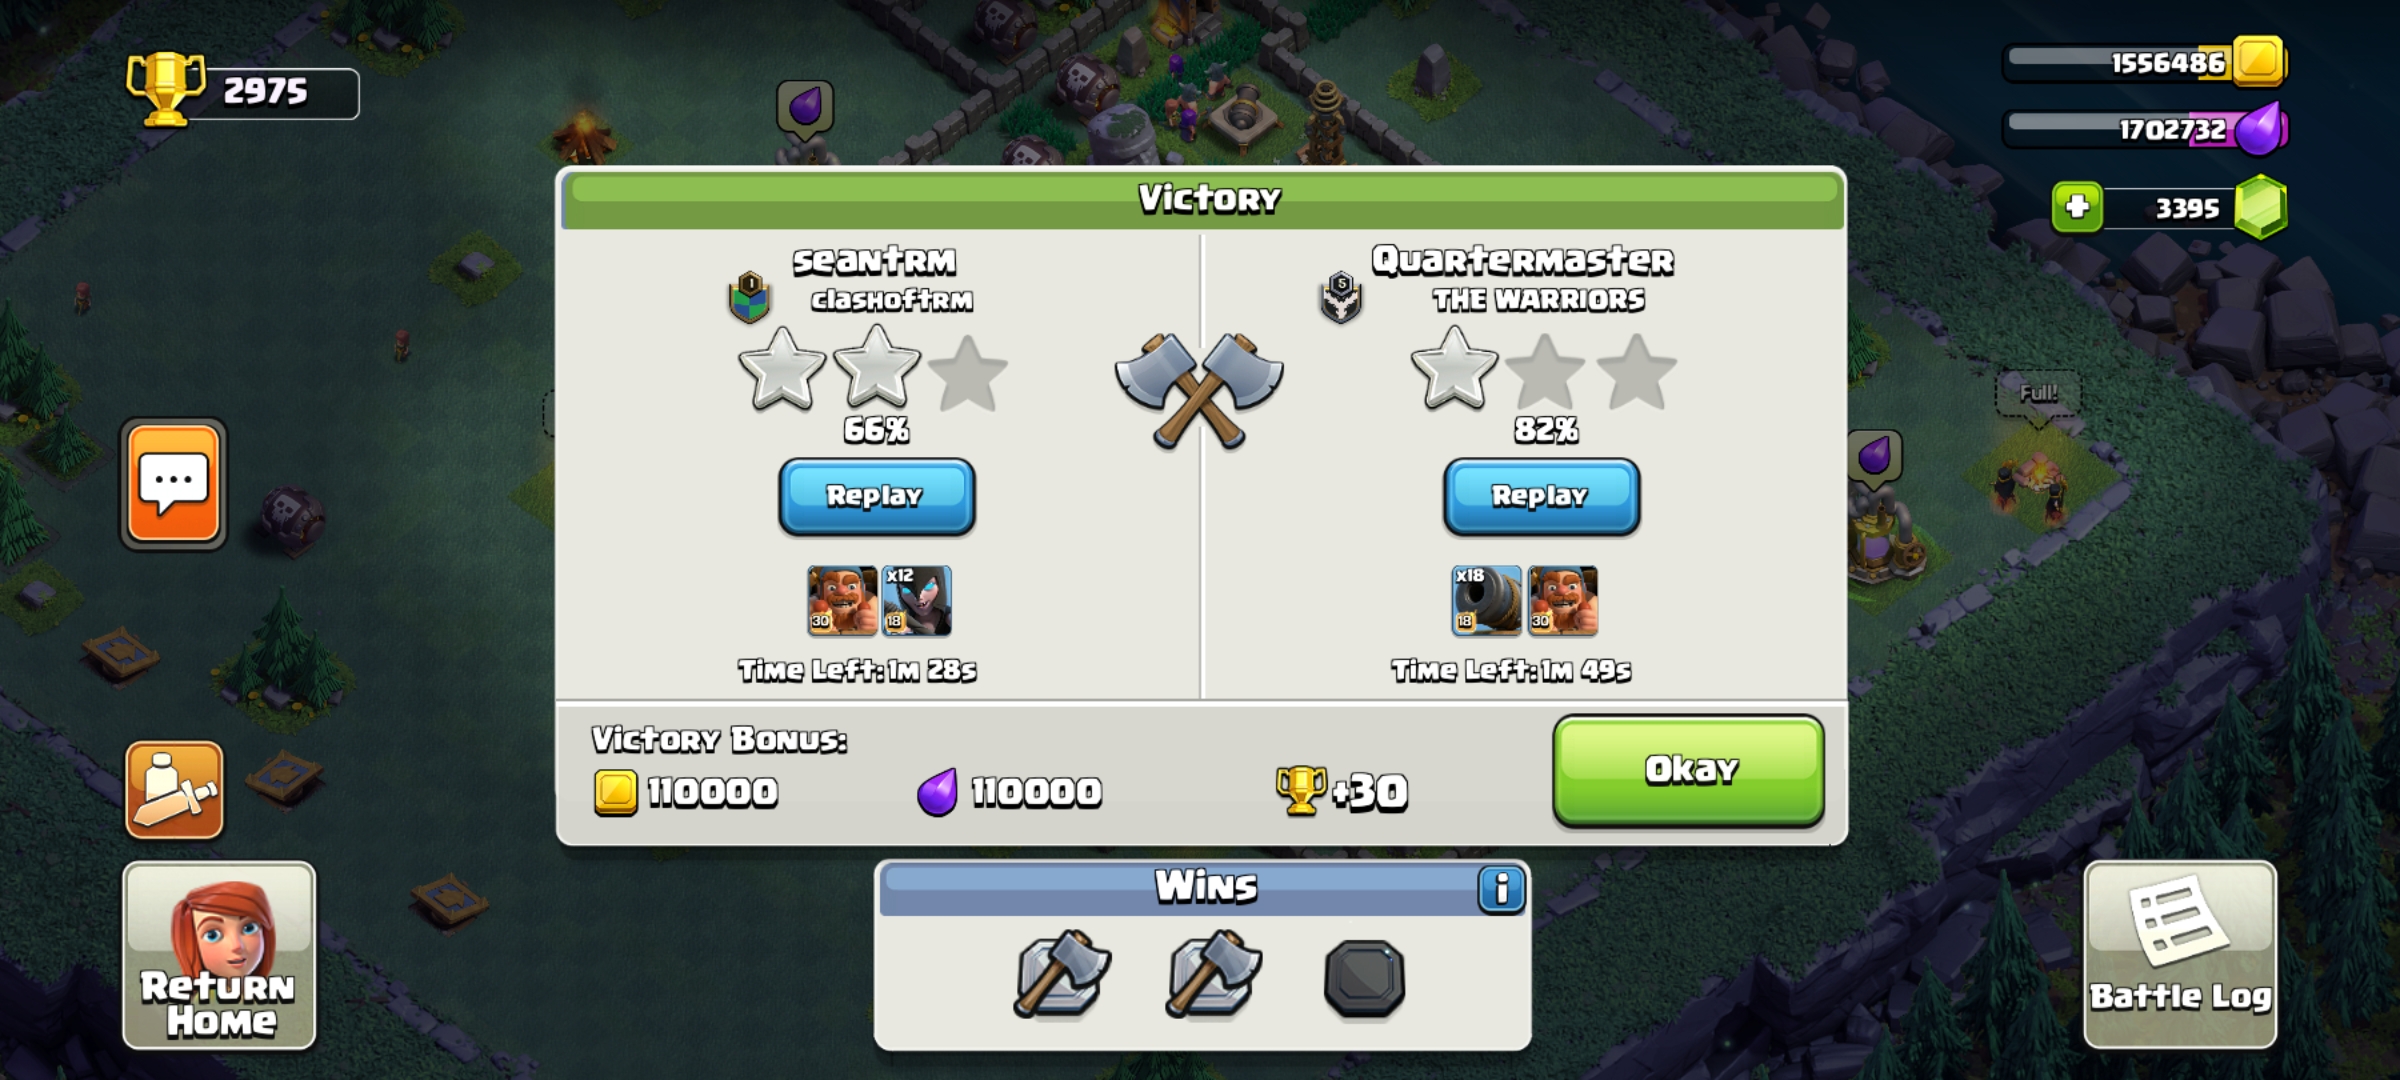 2975
1556486
1702732
3395
Victory
seantRM
clashoftRM
1
66%
Replay
30
x12
18
Time Left:1m 28s
Quartermaster
THE WARRIORS
5
82%
Replay
x18
18
30
Time Left:1m 49s
Full!
Victory Bonus:
110000
110000
+30
Okay
Wins
i
Return
Home
Battle Log